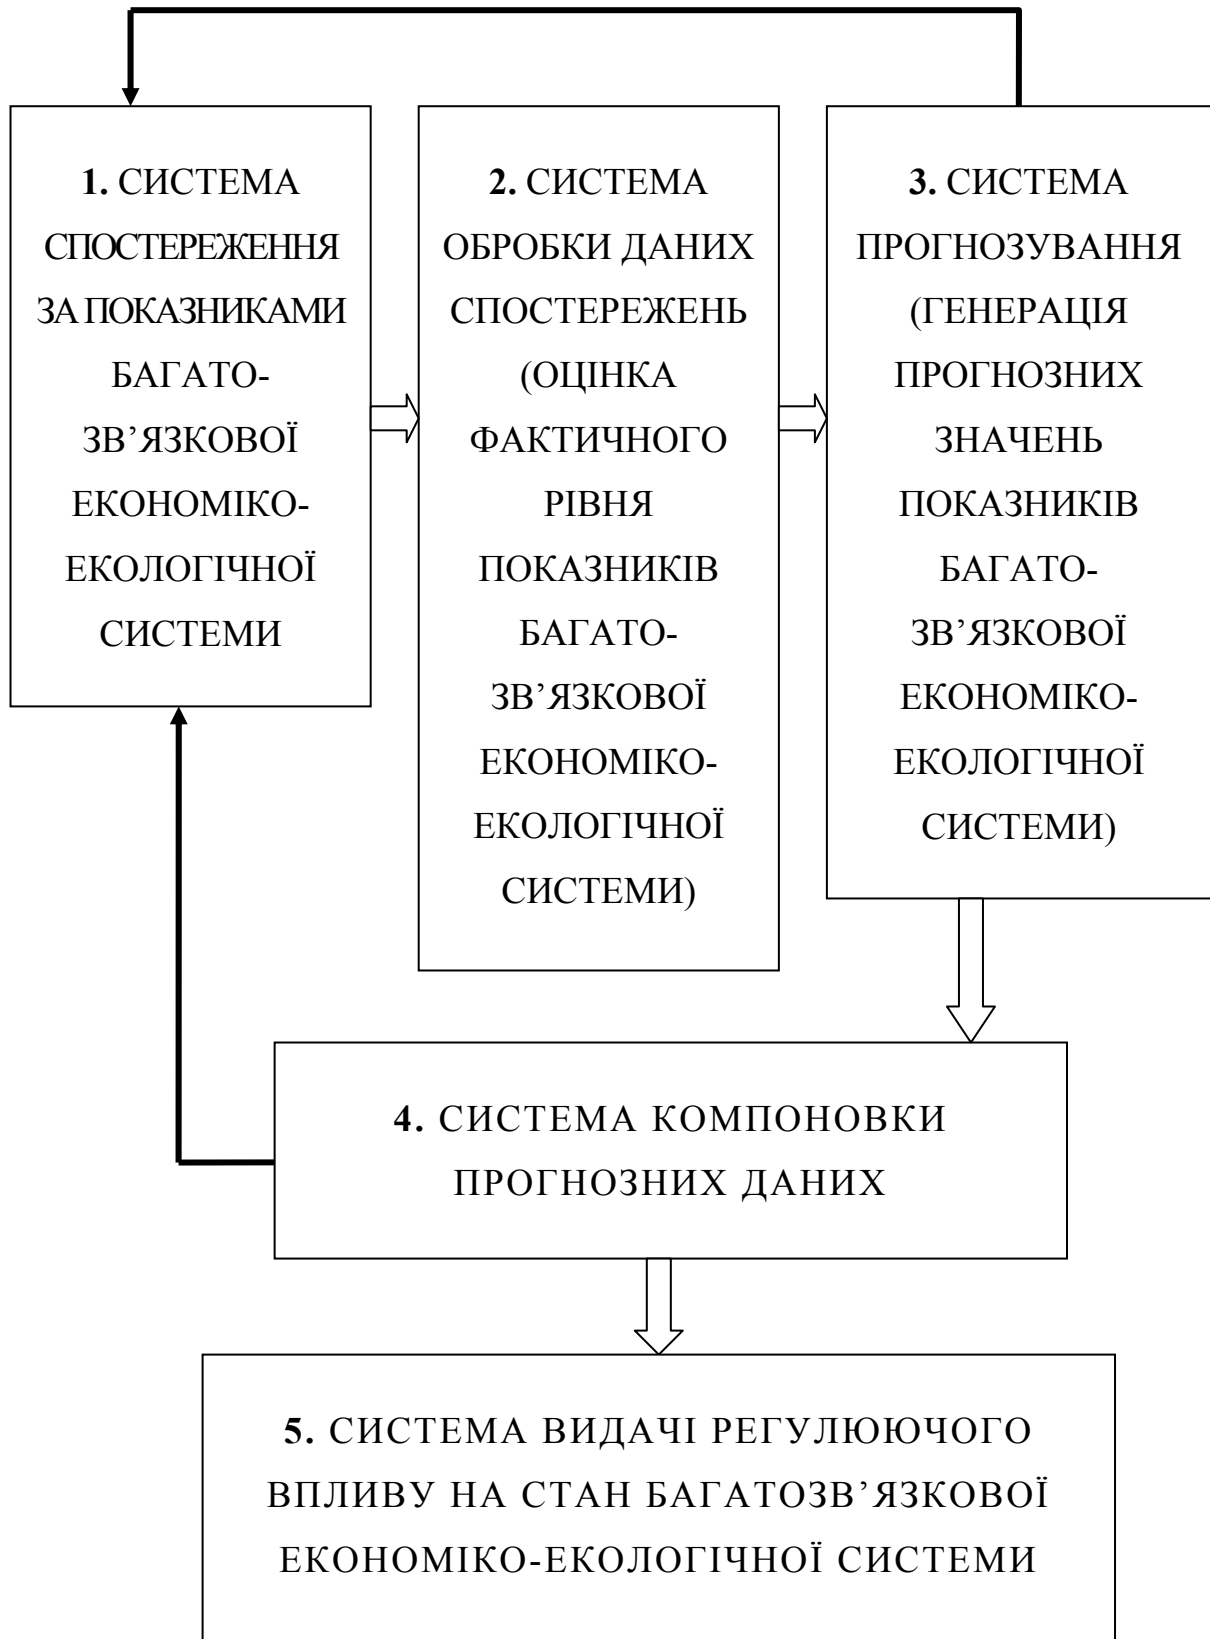 1. СИСТЕМА
СПОСТЕРЕЖЕННЯ
ЗА ПОКАЗНИКАМИ
БАГАТО-
ЗВ’ЯЗКОВОЇ
ЕКОНОМІКО-
ЕКОЛОГІЧНОЇ
СИСТЕМИ
2. СИСТЕМА
ОБРОБКИ ДАНИХ
СПОСТЕРЕЖЕНЬ
(ОЦІНКА
ФАКТИЧНОГО
РІВНЯ
ПОКАЗНИКІВ
БАГАТО-
ЗВ’ЯЗКОВОЇ
ЕКОНОМІКО-
ЕКОЛОГІЧНОЇ
СИСТЕМИ)
3. СИСТЕМА
ПРОГНОЗУВАННЯ
(ГЕНЕРАЦІЯ
ПРОГНОЗНИХ
ЗНАЧЕНЬ
ПОКАЗНИКІВ
БАГАТО-
ЗВ’ЯЗКОВОЇ
ЕКОНОМІКО-
ЕКОЛОГІЧНОЇ
СИСТЕМИ)
4. СИСТЕМА КОМПОНОВКИ
ПРОГНОЗНИХ ДАНИХ
5. СИСТЕМА ВИДАЧІ РЕГУЛЮЮЧОГО
ВПЛИВУ НА СТАН БАГАТОЗВ’ЯЗКОВОЇ
ЕКОНОМІКО-ЕКОЛОГІЧНОЇ СИСТЕМИ